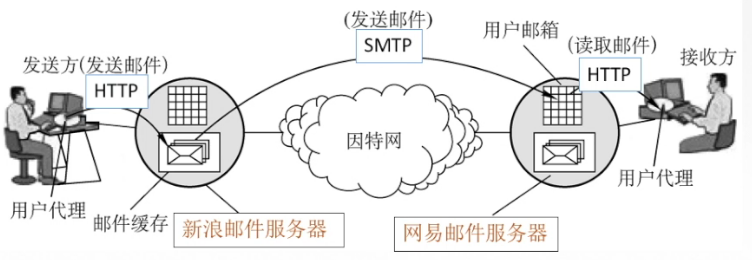 (发送邮件)
SMTP
用户邮箱
(读取邮件)
HTTP
接收方
发送方(发送邮件)
HTTP
因特网
用户代理
邮件缓存
新浪邮件服务器
网易邮件服务器
用户代理